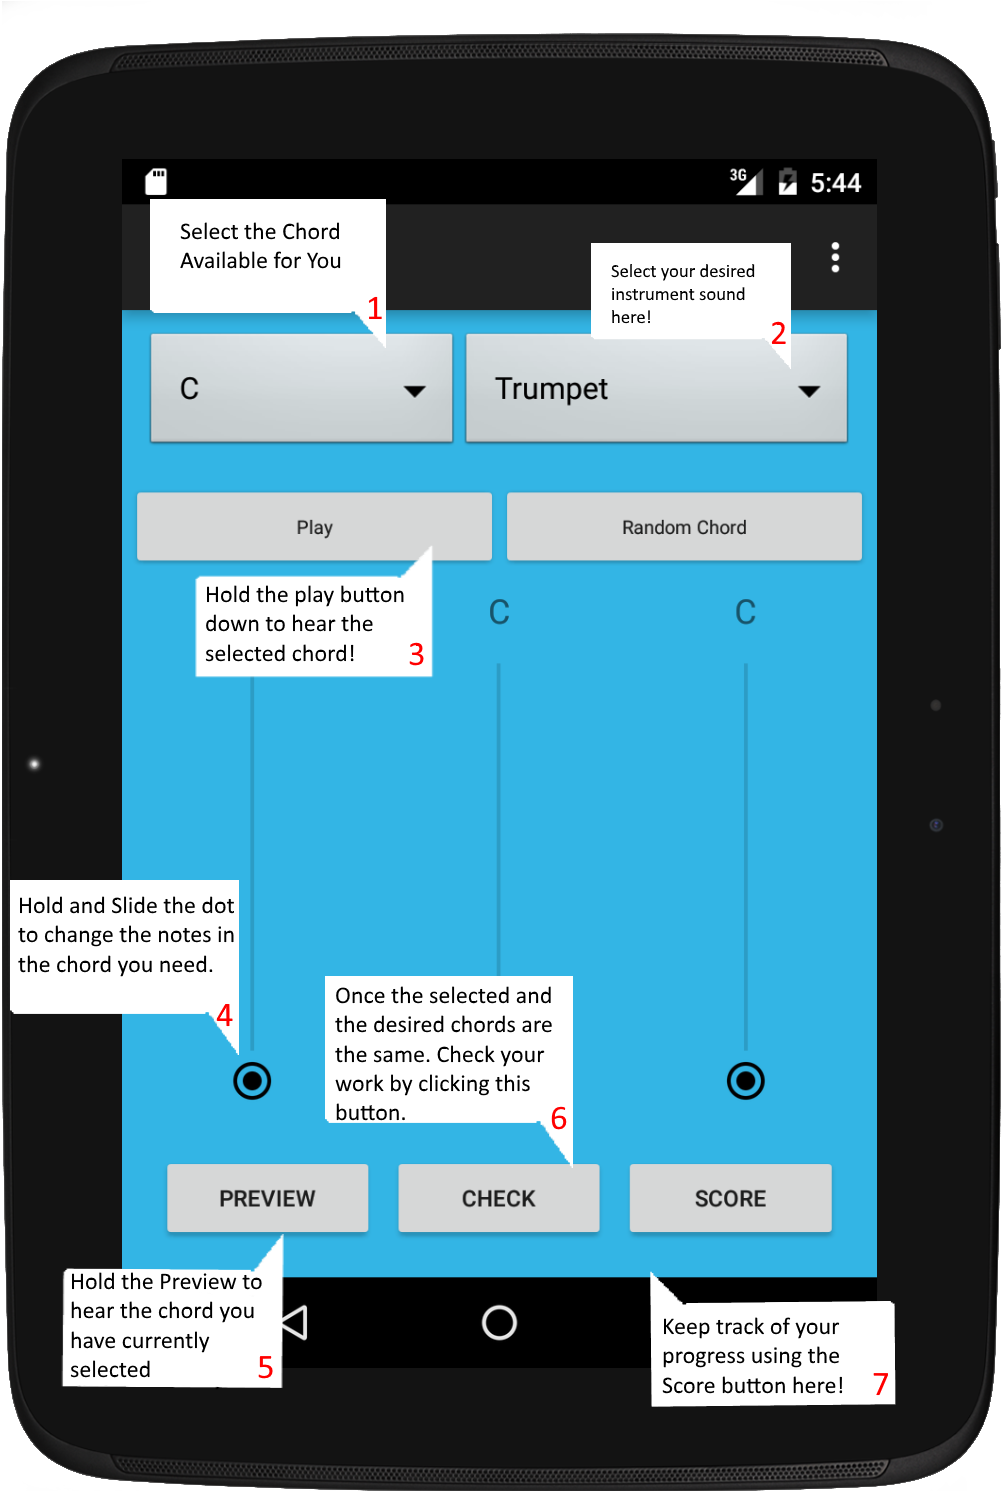 3G 5:44
Select the Chord
Available for You
1
Select your desired
instrument sound
here!
2
C
Trumpet
Play
Random Chord
Hold the play button
down to hear the
selected chord!
3
C
C
Hold and Slide the dot
to change the notes in
the chord you need.
4
Once the selected and
the desired chords are
the same. Check your
work by clicking this
button.
6
PREVIEW
CHECK
SCORE
Hold the Preview to
hear the chord you
have currently
selected
5
Keep track of your
progress using the
Score button here!
7